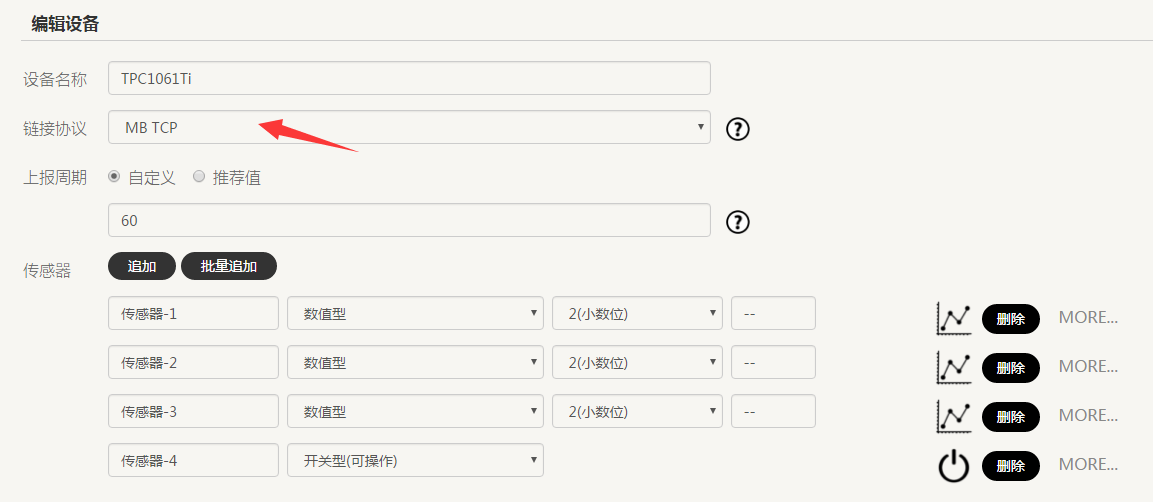 编辑设备
设备名称 TPC1061Ti
链接协议 MB TCP ?
上报周期 自定义 推荐值
60 ?
传感器 追加 批量追加
传感器-1 数值型 2(小数位) -- 删除 MORE...
传感器-2 数值型 2(小数位) -- 删除 MORE...
传感器-3 数值型 2(小数位) -- 删除 MORE...
传感器-4 开关型(可操作) 删除 MORE...